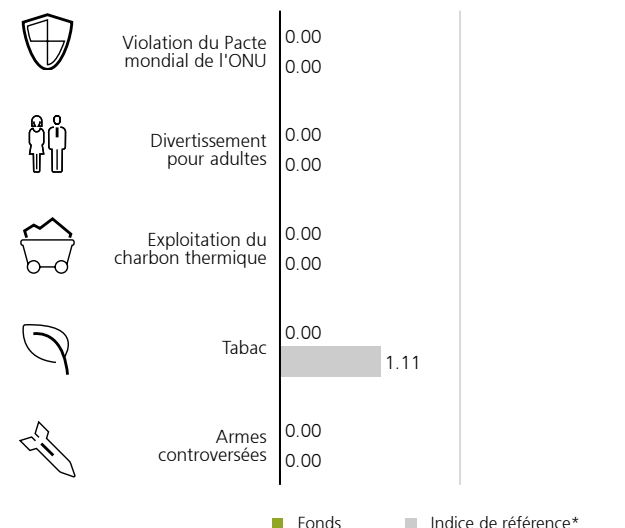 Violation du Pacte
mondial de l'ONU
0.00
0.00
Divertissement
pour adultes
0.00
0.00
Exploitation du
charbon thermique
0.00
0.00
Tabac
0.00
1.11
Armes
controversées
0.00
0.00
Fonds
Indice de référence*